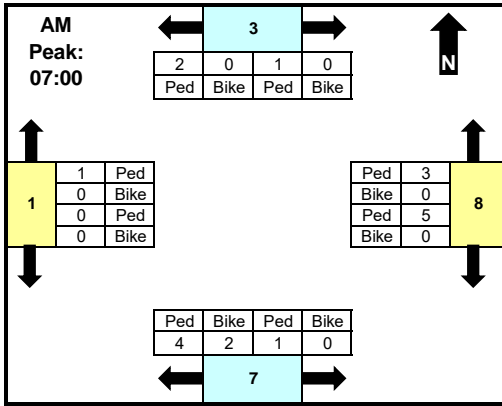 AM
Peak:
07:00
3
2 0 1 0
Ped Bike Ped Bike
N
1
1 Ped
0 Bike
0 Ped
0 Bike
Ped 3
Bike 0
Ped 5
Bike 0
8
Ped Bike Ped Bike
4 2 1 0
7